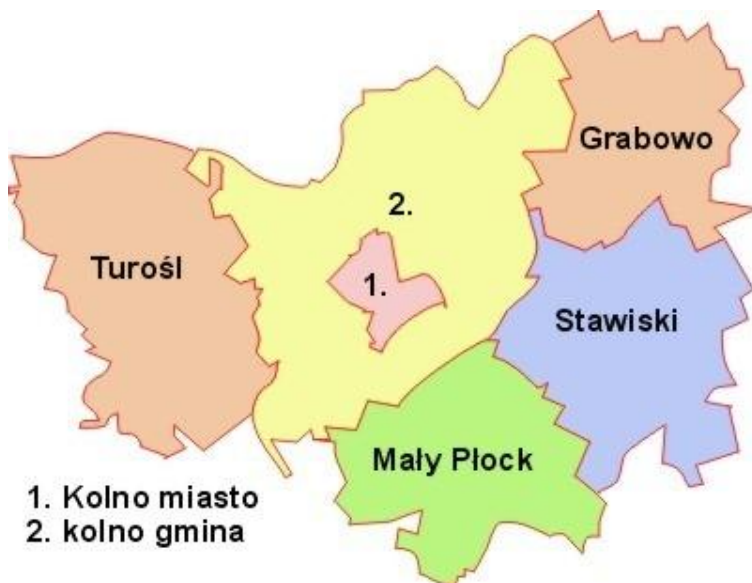 Grabowo
2.
Turośl
1.
Stawiski
Mały Płock
1. Kolno miasto
2. kolno gmina